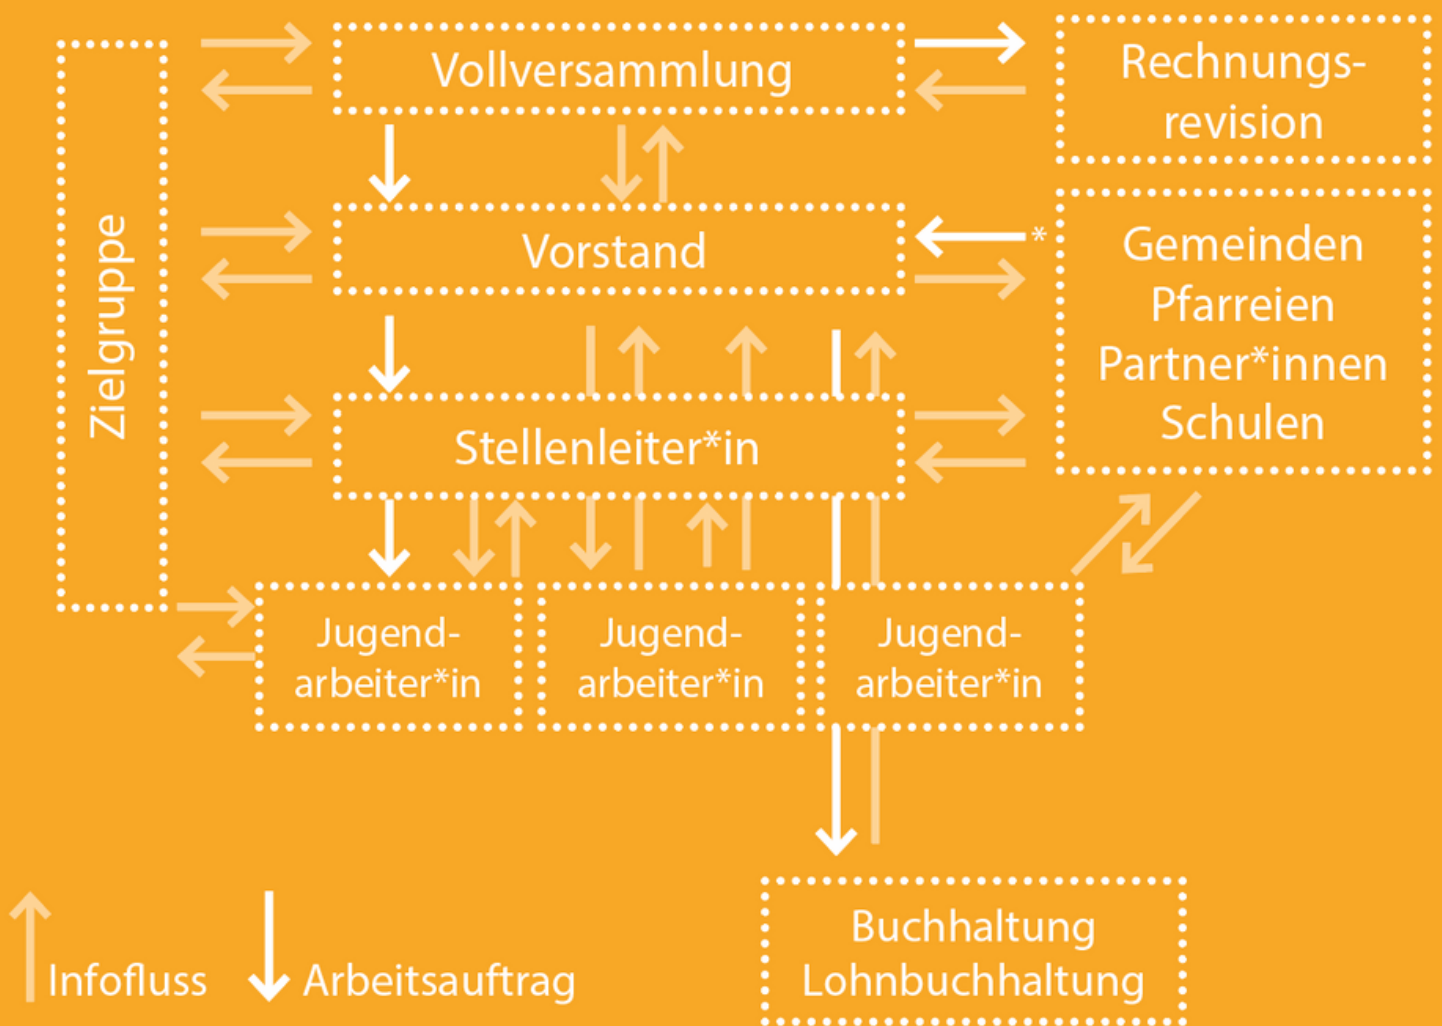 Vollversammlung
Rechnungs-
revision
Zielgruppe
Vorstand
*
Gemeinden
Pfarreien
Partner*innen
Schulen
Stellenleiter*in
Jugend-
arbeiter*in
Jugend-
arbeiter*in
Jugend-
arbeiter*in
Buchhaltung
Lohnbuchhaltung
Infofluss
Arbeitsauftrag